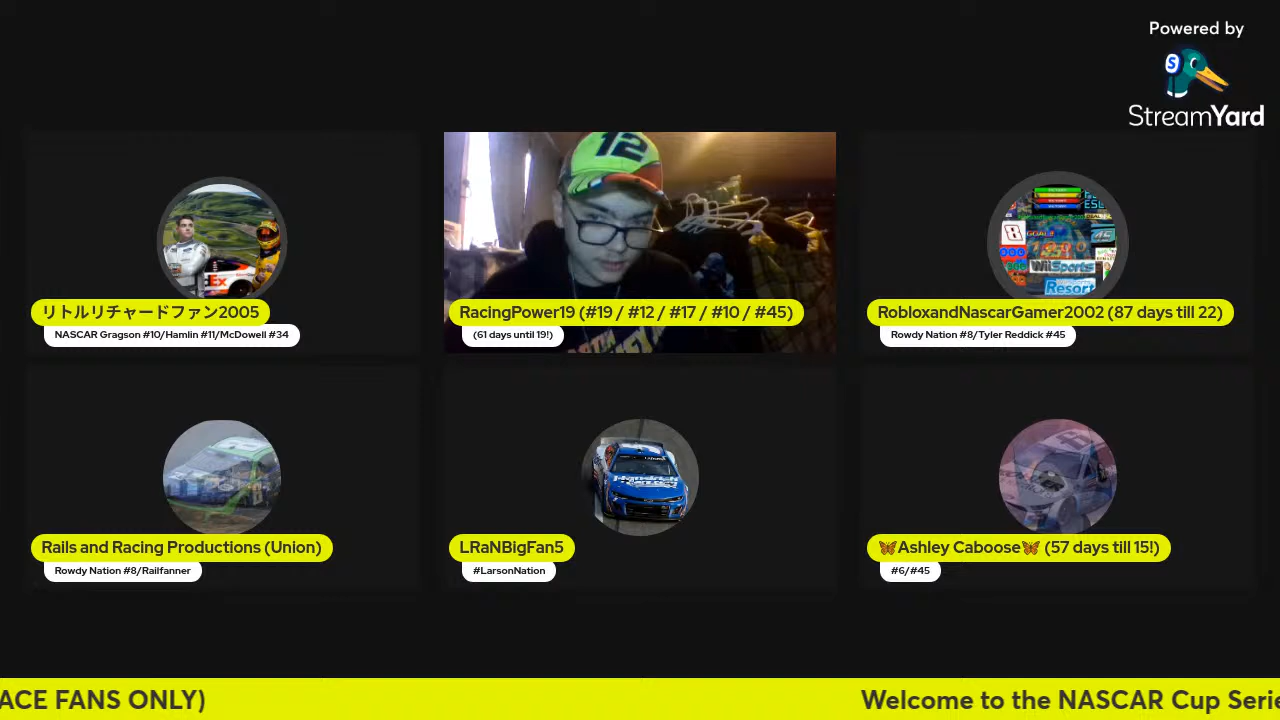 Powered by
S
StreamYard
12
リトルリチャードファン2005
NASCAR Gragson #10/Hamlin #11/McDowell #34
RacingPower19 (#19 / #12 / #17 / #10 / #45)
(61 days until 19!)
RobloxandNascarGamer2002 (87 days till 22)
Rowdy Nation #8/Tyler Reddick #45
Rails and Racing Productions (Union)
Rowdy Nation #8/Railfanner
LRaNBigFan5
#LarsonNation
🦋Ashley Caboose🦋 (57 days till 15!)
#6/#45
ACE FANS ONLY)
Welcome to the NASCAR Cup Serie